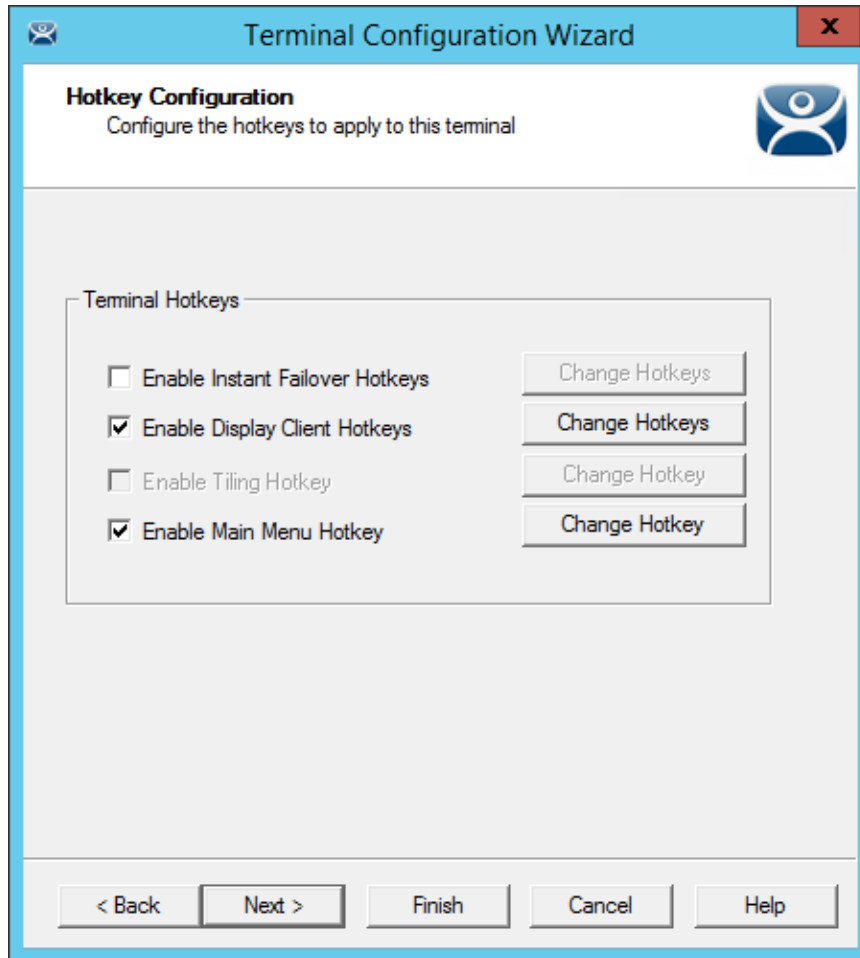 Terminal Configuration Wizard
x
Hotkey Configuration
Configure the hotkeys to apply to this terminal
Terminal Hotkeys
Enable Instant Failover Hotkeys Change Hotkeys
Enable Display Client Hotkeys Change Hotkeys
Enable Tiling Hotkey Change Hotkey
Enable Main Menu Hotkey Change Hotkey
< Back Next > Finish Cancel Help